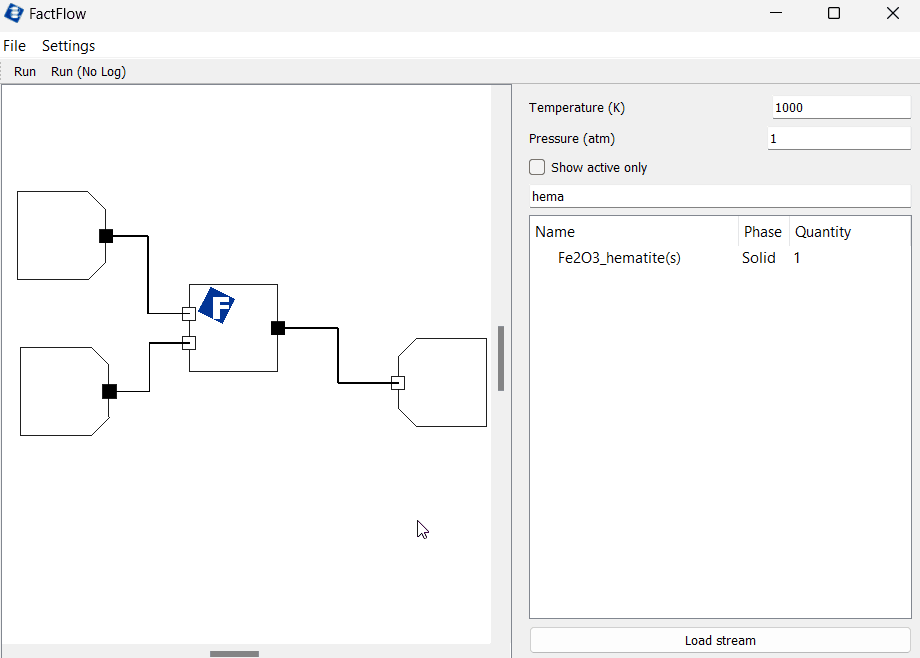 FactFlow
File Settings
Run Run (No Log)
Temperature (K) 1000
Pressure (atm) 1
Show active only
hema
Name Phase Quantity
Fe2O3_hematite(s) Solid 1
F
Load stream